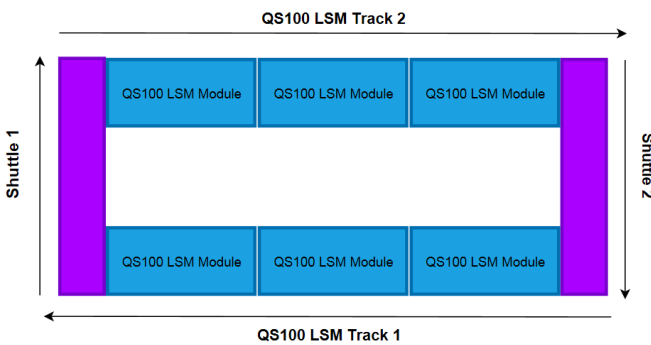 QS100 LSM Track 2
QS100 LSM Module QS100 LSM Module QS100 LSM Module
Shuttle 1
Shuttle 2
QS100 LSM Module QS100 LSM Module QS100 LSM Module
QS100 LSM Track 1